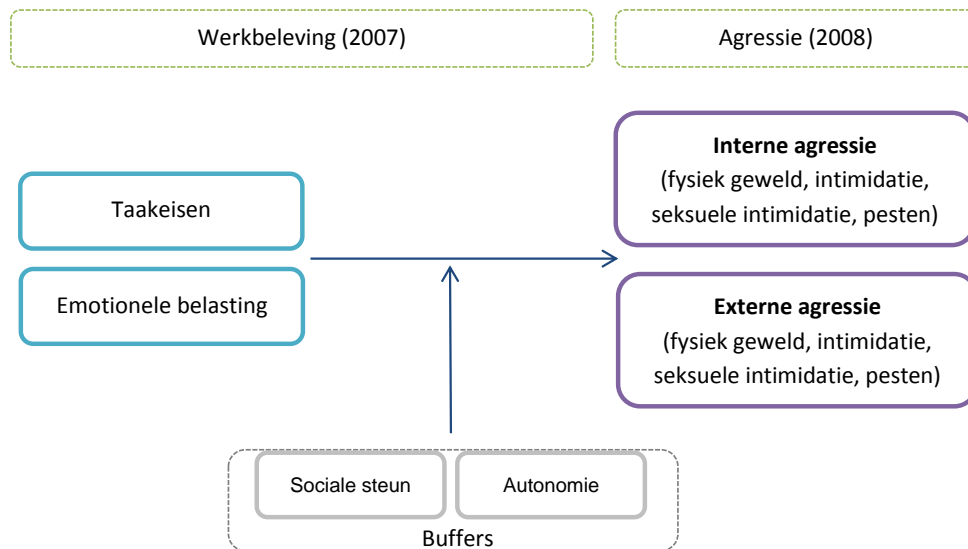 Werkbeleving (2007)
Agressie (2008)
Taakeisen
Emotionele belasting
Interne agressie
(fysiek geweld, intimidatie,
seksuele intimidatie, pesten)
Externe agressie
(fysiek geweld, intimidatie,
seksuele intimidatie, pesten)
Sociale steun
Autonomie
Buffers